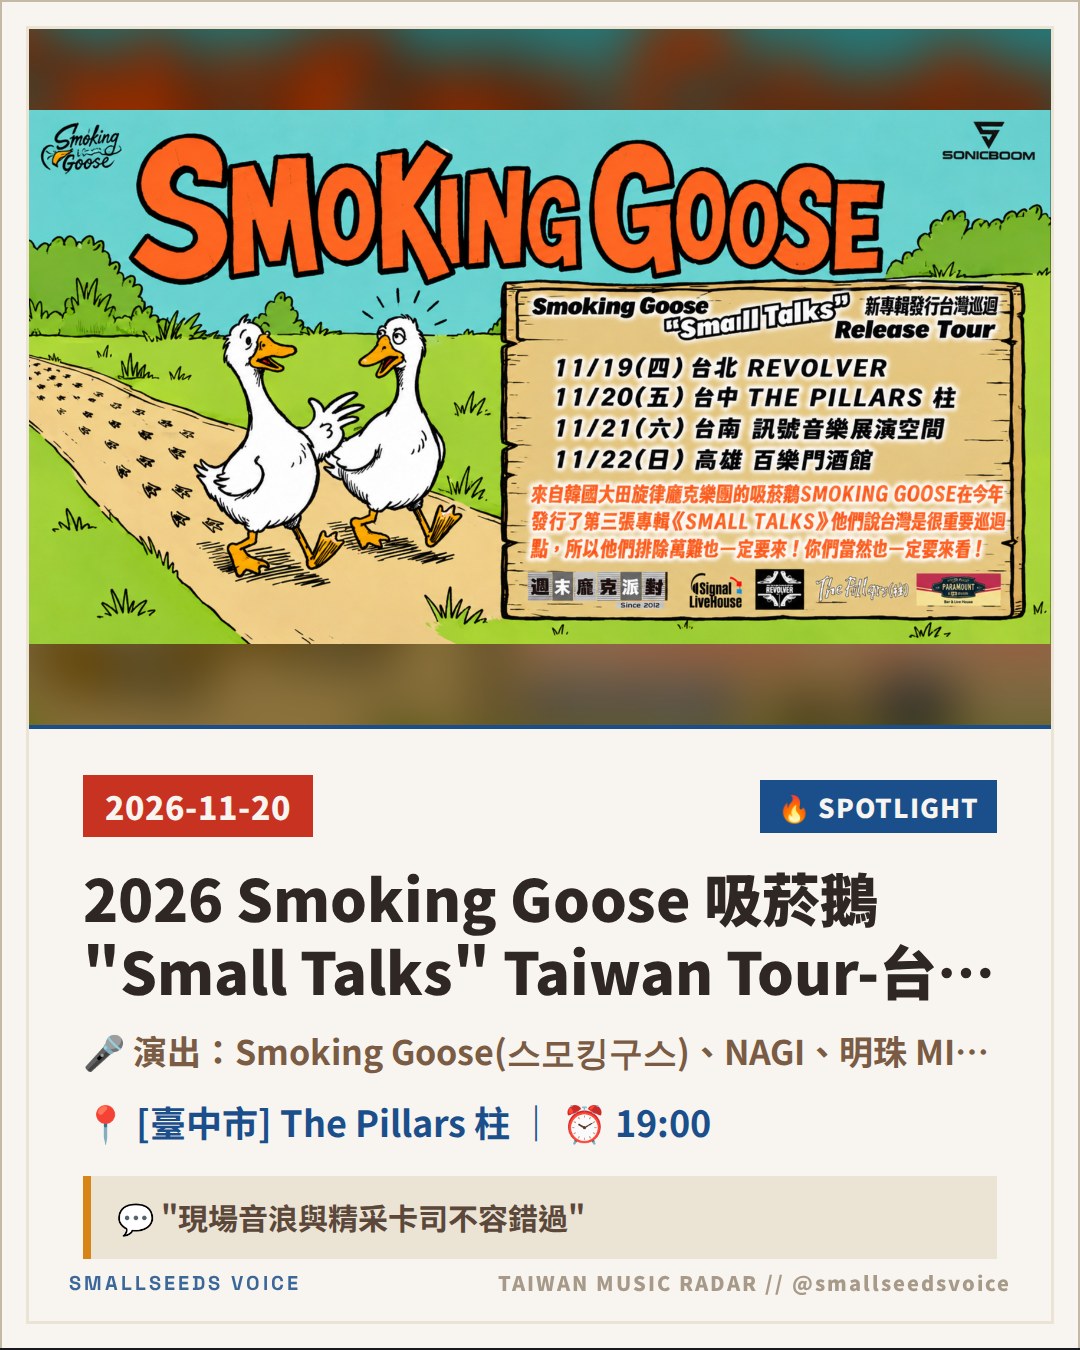 Smoking Goose
SONICBOOM
SMOKING GOOSE
Smoking Goose "Smaill Talks" 新專輯發行台灣巡迴
Release Tour
11/19(四) 台北 REVOLVER
11/20(五) 台中 THE PILLARS 柱
11/21(六) 台南 訊號音樂展演空間
11/22(日) 高雄 百樂門酒館
來自韓國大田旋律龐克樂團的吸菸鵝SMOKING GOOSE在今年
發行了第三張專輯《SMALL TALKS》他們說台灣是很重要巡迴
點，所以他們排除萬難也一定要來！你們當然也一定要來看！
週末龐克派對
Since 2012
Signal
LiveHouse
REVOLVER
The Pillars(柱)
PARAMOUNT
Bar & Live House
2026-11-20
🔥 SPOTLIGHT
2026 Smoking Goose 吸菸鵝
"Small Talks" Taiwan Tour-台…
🎤 演出：Smoking Goose(스모킹구스)、NAGI、明珠 MI…
📍 [臺中市] The Pillars 柱 ｜ ⏰ 19:00
💬 "現場音浪與精采卡司不容錯過"
SMALLSEEDS VOICE
TAIWAN MUSIC RADAR // @smallseedsvoice